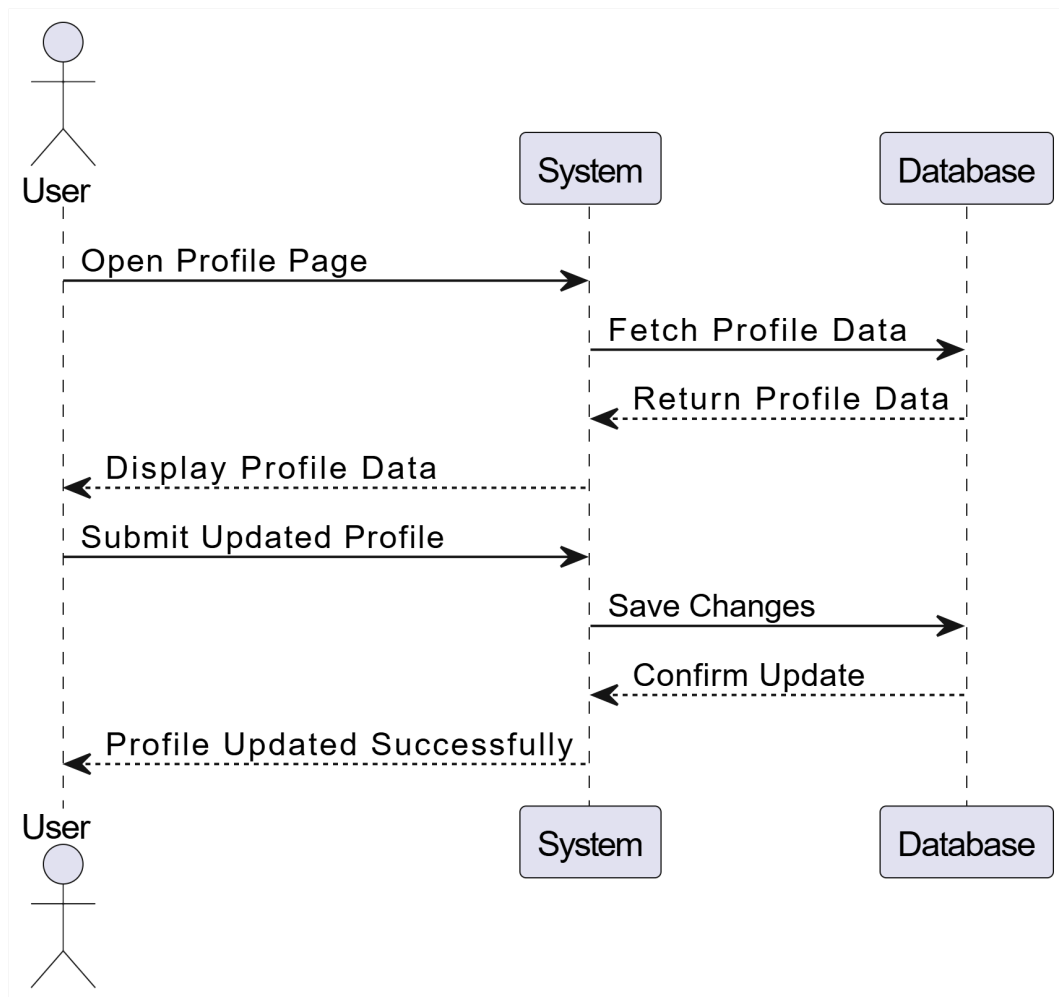 User
System
Database
Open Profile Page
Fetch Profile Data
Return Profile Data
Display Profile Data
Submit Updated Profile
Save Changes
Confirm Update
Profile Updated Successfully
User
System
Database